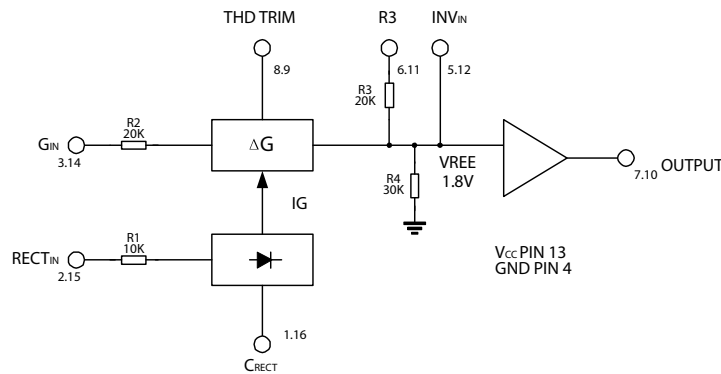 THD TRIM
R3
INVIN
8.9
6.11
5.12
R3
20K
R2
20K
GIN
3.14
ΔG
VREE
1.8V
R4
30K
7.10
OUTPUT
IG
R1
10K
RECTIN
2.15
VCC PIN 13
GND PIN 4
1.16
CRECT